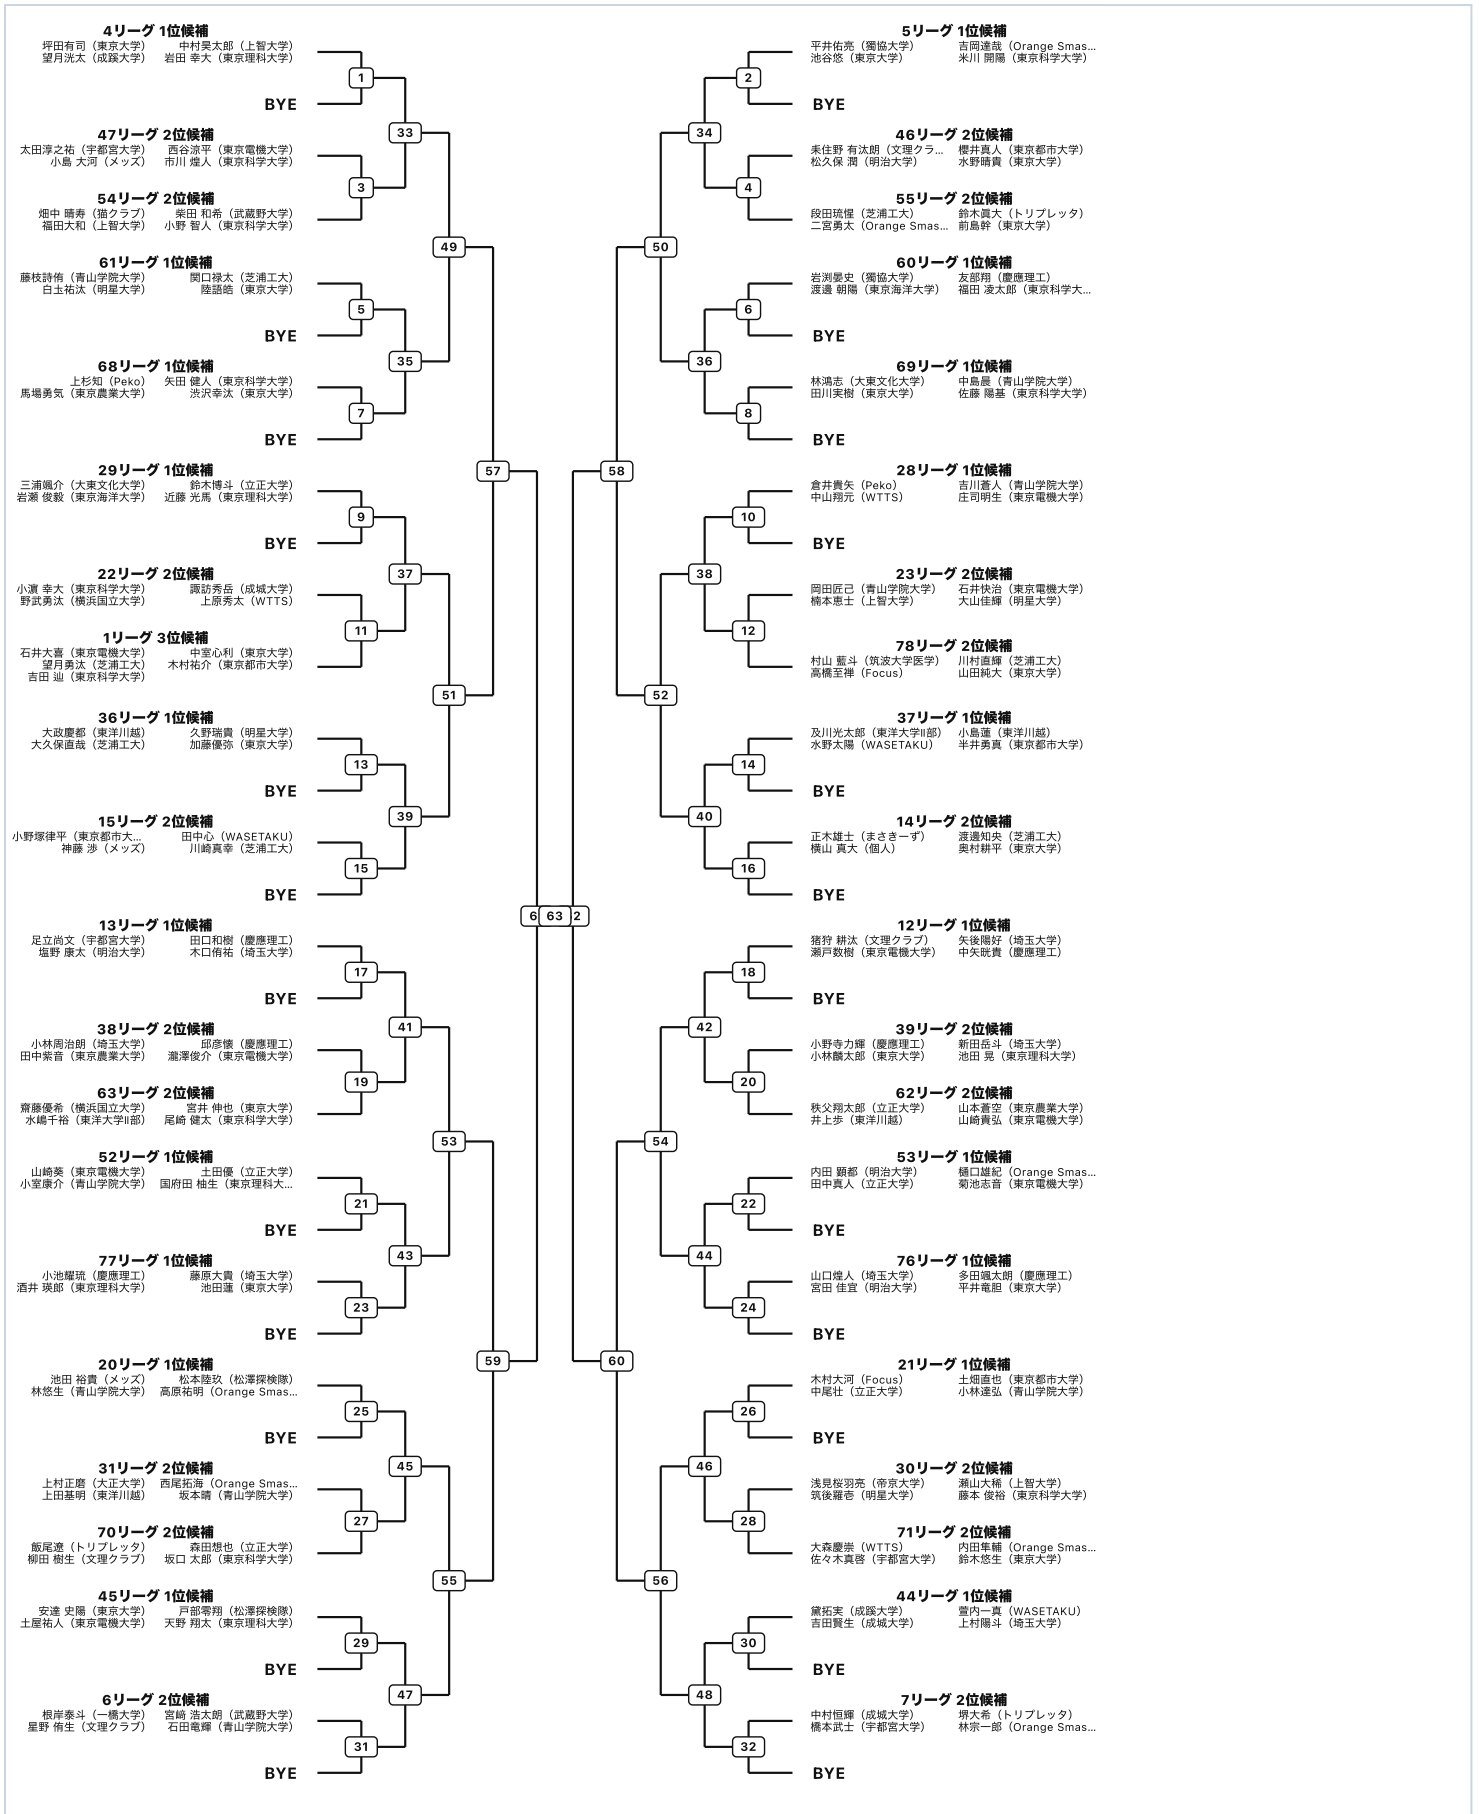 4リーグ 1位候補
坪田有司（東京大学） 中村昊太郎（上智大学）
望月洸太（成蹊大学） 岩田 幸大（東京理科大学）
1
BYE
33
47リーグ 2位候補
太田淳之祐（宇都宮大学） 西谷涼平（東京電機大学）
小島 大河（メッズ） 市川 煌人（東京科学大学）
3
54リーグ 2位候補
畑中 晴寿（猫クラブ） 柴田 和希（武蔵野大学）
福田大和（上智大学） 小野 智人（東京科学大学）
49
61リーグ 1位候補
藤枝詩侑（青山学院大学） 関口禄太（芝浦工大）
白玉祐汰（明星大学） 陸語皓（東京大学）
5
BYE
35
68リーグ 1位候補
上杉知（Peko） 矢田 健人（東京科学大学）
馬場勇気（東京農業大学） 渋沢幸汰（東京大学）
7
BYE
57
29リーグ 1位候補
三浦颯介（大東文化大学） 鈴木博斗（立正大学）
岩瀬 俊毅（東京海洋大学） 近藤 光馬（東京理科大学）
9
BYE
37
22リーグ 2位候補
小濵 幸大（東京科学大学） 諏訪秀岳（成城大学）
野武勇汰（横浜国立大学） 上原秀太（WTTS）
11
1リーグ 3位候補
石井大喜（東京電機大学） 中室心利（東京大学）
望月勇汰（芝浦工大） 木村祐介（東京都市大学）
吉田 辿（東京科学大学）
51
36リーグ 1位候補
大政慶都（東洋川越） 久野瑞貴（明星大学）
大久保直哉（芝浦工大） 加藤優弥（東京大学）
13
BYE
39
15リーグ 2位候補
小野塚律平（東京都市大... 田中心（WASETAKU）
神藤 渉（メッズ） 川崎真幸（芝浦工大）
15
BYE
6
63
2
13リーグ 1位候補
足立尚文（宇都宮大学） 田口和樹（慶應理工）
塩野 康太（明治大学） 木口侑祐（埼玉大学）
17
BYE
41
38リーグ 2位候補
小林周治朗（埼玉大学） 邱彦懐（慶應理工）
田中紫音（東京農業大学） 瀧澤俊介（東京電機大学）
19
63リーグ 2位候補
齋藤優希（横浜国立大学） 宮井 伸也（東京大学）
水嶋千裕（東洋大学II部） 尾崎 健太（東京科学大学）
53
52リーグ 1位候補
山崎葵（東京電機大学） 土田優（立正大学）
小室康介（青山学院大学） 国府田 柚生（東京理科大...
21
BYE
43
77リーグ 1位候補
小池耀琉（慶應理工） 藤原大貴（埼玉大学）
酒井 瑛郎（東京理科大学） 池田蓮（東京大学）
23
BYE
59
20リーグ 1位候補
池田 裕貴（メッズ） 松本陸玖（松澤探検隊）
林悠生（青山学院大学） 高原祐明（Orange Smas...
25
BYE
45
31リーグ 2位候補
上村正磨（大正大学） 西尾拓海（Orange Smas...
上田基明（東洋川越） 坂本晴（青山学院大学）
27
70リーグ 2位候補
飯尾遼（トリプレッタ） 森田想也（立正大学）
柳田 樹生（文理クラブ） 坂口 太郎（東京科学大学）
55
45リーグ 1位候補
安達 史陽（東京大学） 戸部零翔（松澤探検隊）
土屋祐人（東京電機大学） 天野 翔太（東京理科大学）
29
BYE
47
6リーグ 2位候補
根岸泰斗（一橋大学） 宮﨑 浩太朗（武蔵野大学）
星野 侑生（文理クラブ） 石田竜輝（青山学院大学）
31
BYE
5リーグ 1位候補
平井佑亮（獨協大学） 吉岡達哉（Orange Smas...
池谷悠（東京大学） 米川 開陽（東京科学大学）
2
BYE
34
46リーグ 2位候補
耒住野 有汰朗（文理クラ... 櫻井真人（東京都市大学）
松久保 潤（明治大学） 水野晴貴（東京大学）
4
55リーグ 2位候補
段田琉惺（芝浦工大） 鈴木眞大（トリプレッタ）
二宮勇太（Orange Smas... 前島幹（東京大学）
50
60リーグ 1位候補
岩渕晏史（獨協大学） 友部翔（慶應理工）
渡邊 朝陽（東京海洋大学） 福田 凌太郎（東京科学大...
6
BYE
36
69リーグ 1位候補
林鴻志（大東文化大学） 中島晨（青山学院大学）
田川実樹（東京大学） 佐藤 陽基（東京科学大学）
8
BYE
58
28リーグ 1位候補
倉井貴矢（Peko） 吉川蒼人（青山学院大学）
中山翔元（WTTS） 庄司明生（東京電機大学）
10
BYE
38
23リーグ 2位候補
岡田匠己（青山学院大学） 石井快治（東京電機大学）
楠本恵士（上智大学） 大山佳輝（明星大学）
12
78リーグ 2位候補
村山 藍斗（筑波大学医学） 川村直輝（芝浦工大）
高橋至禅（Focus） 山田純大（東京大学）
52
37リーグ 1位候補
及川光太郎（東洋大学II部） 小島蓮（東洋川越）
水野太陽（WASETAKU） 半井勇真（東京都市大学）
14
BYE
40
14リーグ 2位候補
正木雄士（まさきーず） 渡邊知央（芝浦工大）
横山 真大（個人） 奥村耕平（東京大学）
16
BYE
12リーグ 1位候補
猪狩 耕汰（文理クラブ） 矢後陽好（埼玉大学）
瀬戸数樹（東京電機大学） 中矢晄貴（慶應理工）
18
BYE
42
39リーグ 2位候補
小野寺力輝（慶應理工） 新田岳斗（埼玉大学）
小林麟太郎（東京大学） 池田 晃（東京理科大学）
20
62リーグ 2位候補
秩父翔太郎（立正大学） 山本蒼空（東京農業大学）
井上歩（東洋川越） 山崎貴弘（東京電機大学）
54
53リーグ 1位候補
内田 顕都（明治大学） 樋口雄紀（Orange Smas...
田中真人（立正大学） 菊池志音（東京電機大学）
22
BYE
44
76リーグ 1位候補
山口煌人（埼玉大学） 多田颯太朗（慶應理工）
宮田 佳宜（明治大学） 平井竜胆（東京大学）
24
BYE
60
21リーグ 1位候補
木村大河（Focus） 土畑直也（東京都市大学）
中尾壮（立正大学） 小林達弘（青山学院大学）
26
BYE
46
30リーグ 2位候補
浅見桜羽亮（帝京大学） 瀬山大稀（上智大学）
筑後羅壱（明星大学） 藤本 俊裕（東京科学大学）
28
71リーグ 2位候補
大森慶崇（WTTS） 内田隼輔（Orange Smas...
佐々木真啓（宇都宮大学） 鈴木悠生（東京大学）
56
44リーグ 1位候補
黛拓実（成蹊大学） 萱内一真（WASETAKU）
吉田賢生（成城大学） 上村陽斗（埼玉大学）
30
BYE
48
7リーグ 2位候補
中村恒輝（成城大学） 堺大希（トリプレッタ）
橋本武士（宇都宮大学） 林宗一郎（Orange Smas...
32
BYE